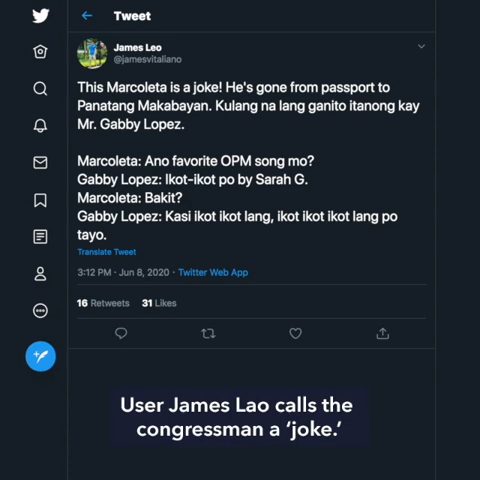 Tweet
James Leo
@jamesvitaliano
This Marcoleta is a joke! He's gone from passport to
Panatang Makabayan. Kulang na lang ganito itanong kay
Mr. Gabby Lopez.
Marcoleta: Ano favorite OPM song mo?
Gabby Lopez: Ikot-ikot po by Sarah G.
Marcoleta: Bakit?
Gabby Lopez: Kasi ikot ikot lang, ikot ikot ikot lang po
tayo.
Translate Tweet
3:12 PM · Jun 8, 2020 · Twitter Web App
16 Retweets 31 Likes
User James Lao calls the
congressman a ‘joke.’